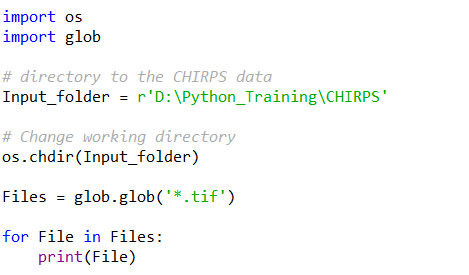 import os
import glob

# directory to the CHIRPS data
Input_folder = r'D:\Python_Training\CHIRPS'

# Change working directory
os.chdir(Input_folder)

Files = glob.glob('*.tif')

for File in Files:
    print(File)